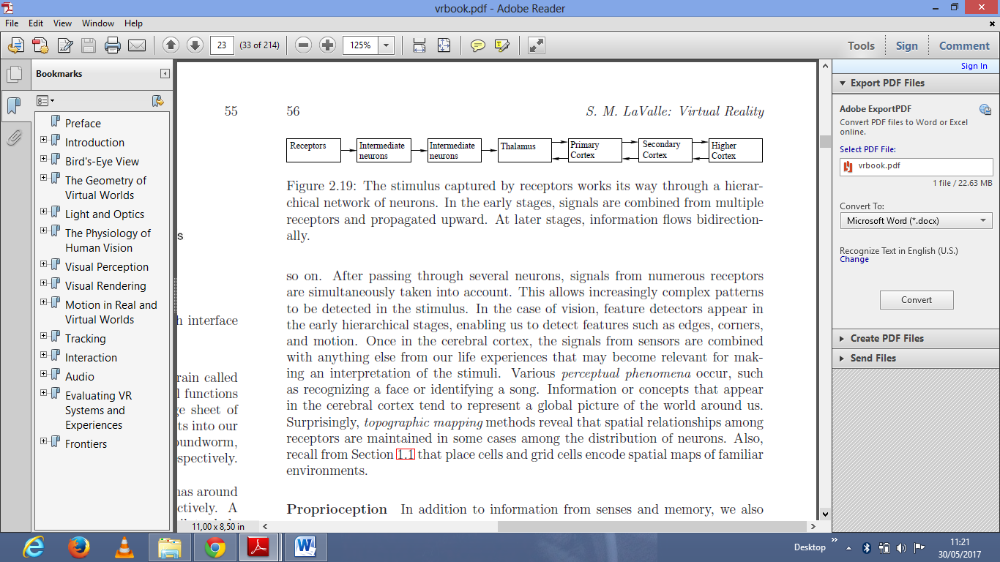 vrbook.pdf - Adobe Reader
File Edit View Window Help
23 (33 of 214) 125% Tools Sign Comment
Bookmarks
Preface
Introduction
Bird's-Eye View
The Geometry of
Virtual Worlds
Light and Optics
The Physiology of
Human Vision
Visual Perception
Visual Rendering
Motion in Real and
Virtual Worlds
Tracking
Interaction
Audio
Evaluating VR
Systems and
Experiences
Frontiers
55
s
h interface
rain called
l functions
ge sheet of
ts into our
oundworm,
spectively.
has around
ctively. A
11,00 x 8,50 in
56 S. M. LaValle: Virtual Reality
Receptors
Intermediate
neurons
Intermediate
neurons
Thalamus
Primary
Cortex
Secondary
Cortex
Higher
Cortex
Figure 2.19: The stimulus captured by receptors works its way through a hierar-
chical network of neurons. In the early stages, signals are combined from multiple
receptors and propagated upward. At later stages, information flows bidirection-
ally.
so on. After passing through several neurons, signals from numerous receptors
are simultaneously taken into account. This allows increasingly complex patterns
to be detected in the stimulus. In the case of vision, feature detectors appear in
the early hierarchical stages, enabling us to detect features such as edges, corners,
and motion. Once in the cerebral cortex, the signals from sensors are combined
with anything else from our life experiences that may become relevant for mak-
ing an interpretation of the stimuli. Various perceptual phenomena occur, such
as recognizing a face or identifying a song. Information or concepts that appear
in the cerebral cortex tend to represent a global picture of the world around us.
Surprisingly, topographic mapping methods reveal that spatial relationships among
receptors are maintained in some cases among the distribution of neurons. Also,
recall from Section 1.1 that place cells and grid cells encode spatial maps of familiar
environments.
Proprioception In addition to information from senses and memory, we also
Sign In
Export PDF Files
Adobe ExportPDF
Convert PDF files to Word or Excel
online.
Select PDF File:
vrbook.pdf
1 file / 22.63 MB
Convert To:
Microsoft Word (*.docx)
Recognize Text in English (U.S.)
Change
Convert
Create PDF Files
Send Files
Desktop
11:21
30/05/2017